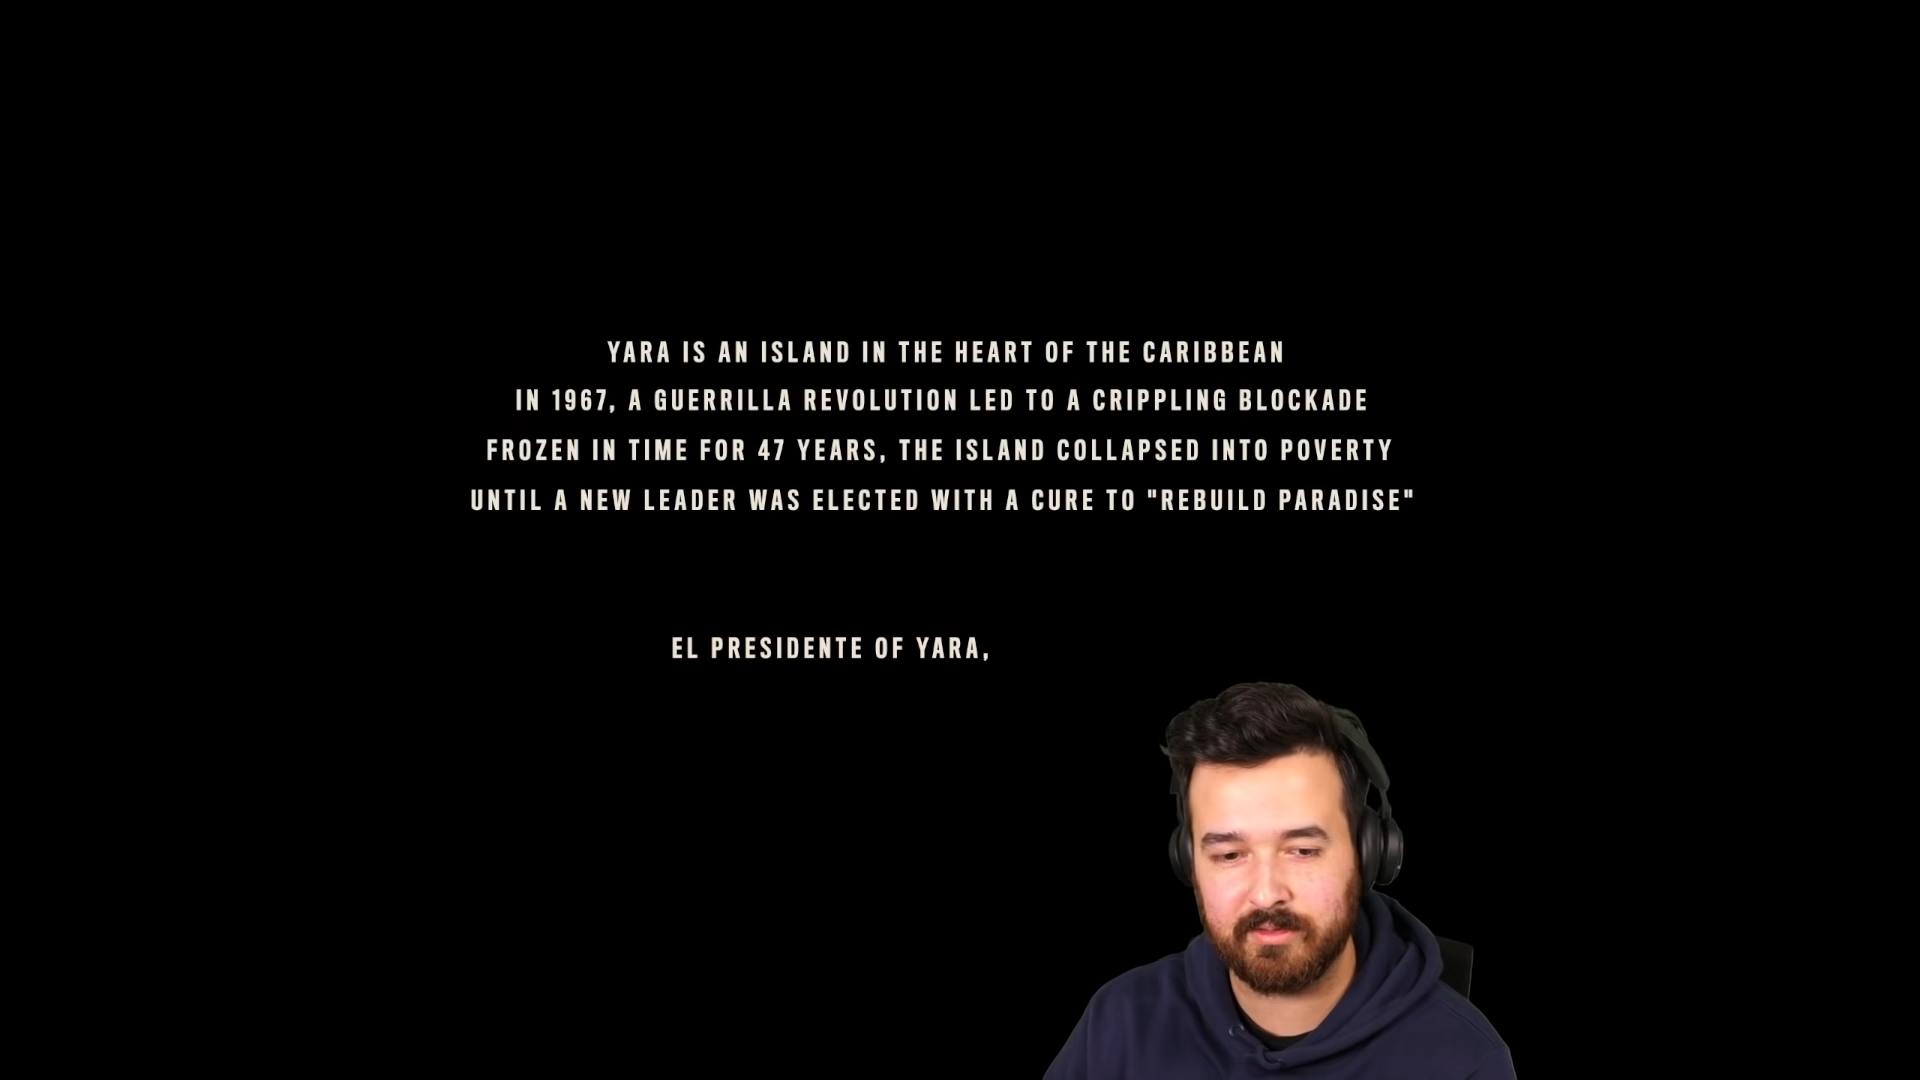 YARA IS AN ISLAND IN THE HEART OF THE CARIBBEAN
IN 1967, A GUERRILLA REVOLUTION LED TO A CRIPPLING BLOCKADE
FROZEN IN TIME FOR 47 YEARS, THE ISLAND COLLAPSED INTO POVERTY
UNTIL A NEW LEADER WAS ELECTED WITH A CURE TO "REBUILD PARADISE"
EL PRESIDENTE OF YARA,